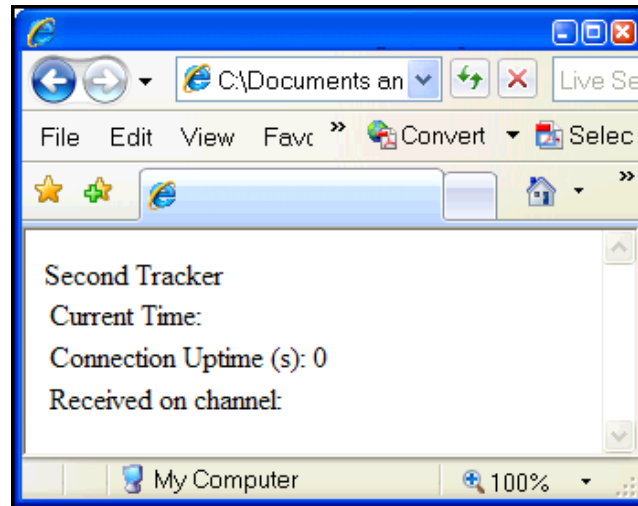 C:\Documents an
Live Se
File Edit View Favc » Convert Selec
»
Second Tracker
Current Time:
Connection Uptime (s): 0
Received on channel:
My Computer 100%